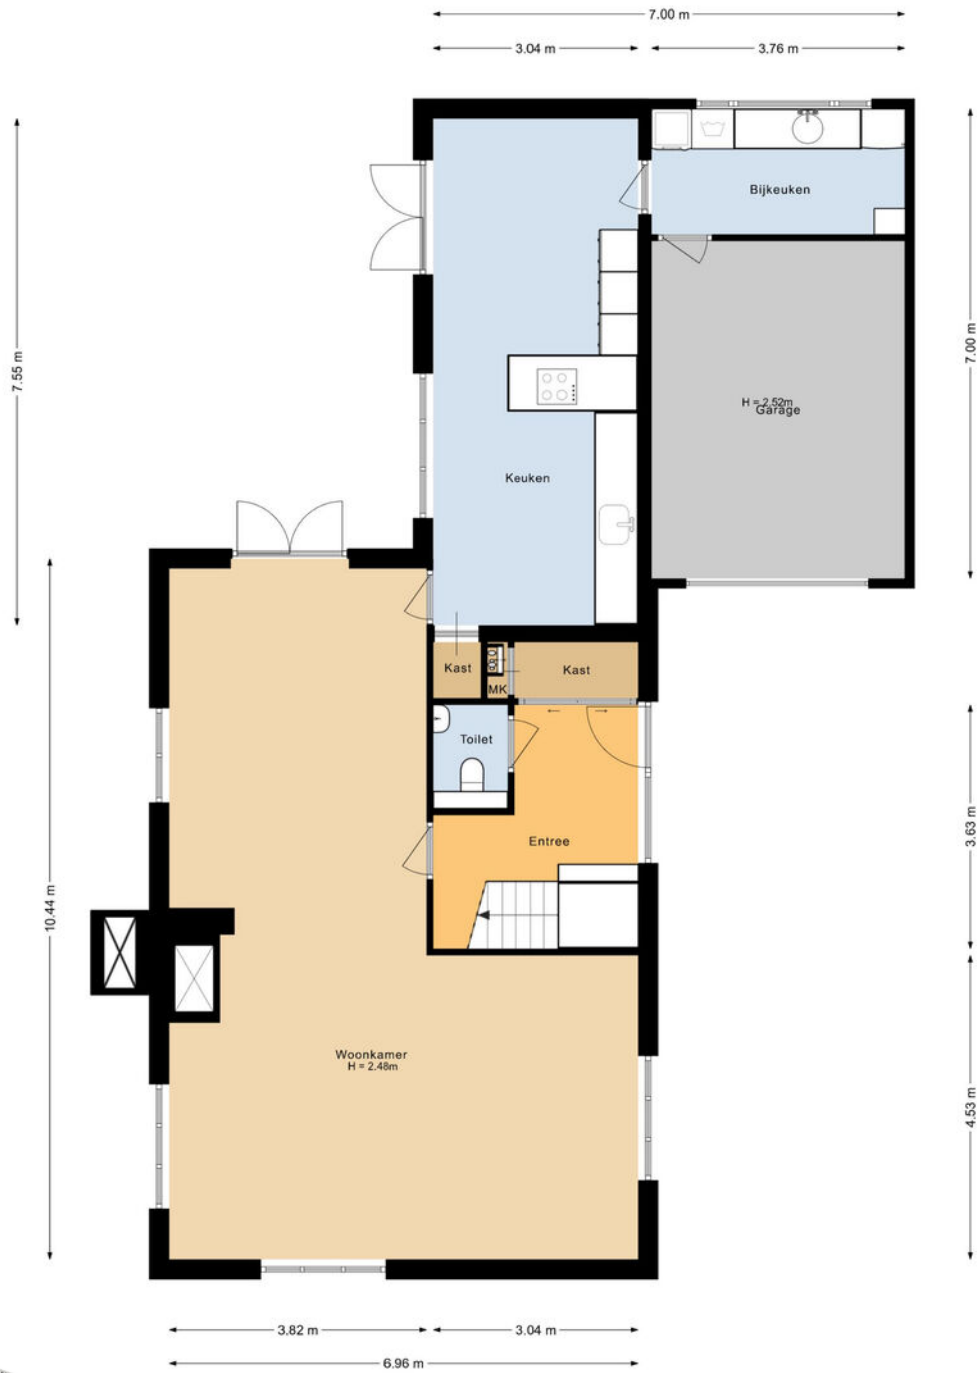 7.00 m
3.04 m
3.76 m
Bijkeuken
7.55 m
7.00 m
H = 2.52m
Garage
Keuken
Kast
Kast
MK
Toilet
Entree
3.63 m
10.44 m
Woonkamer
H = 2.48m
4.53 m
3.82 m
3.04 m
6.96 m